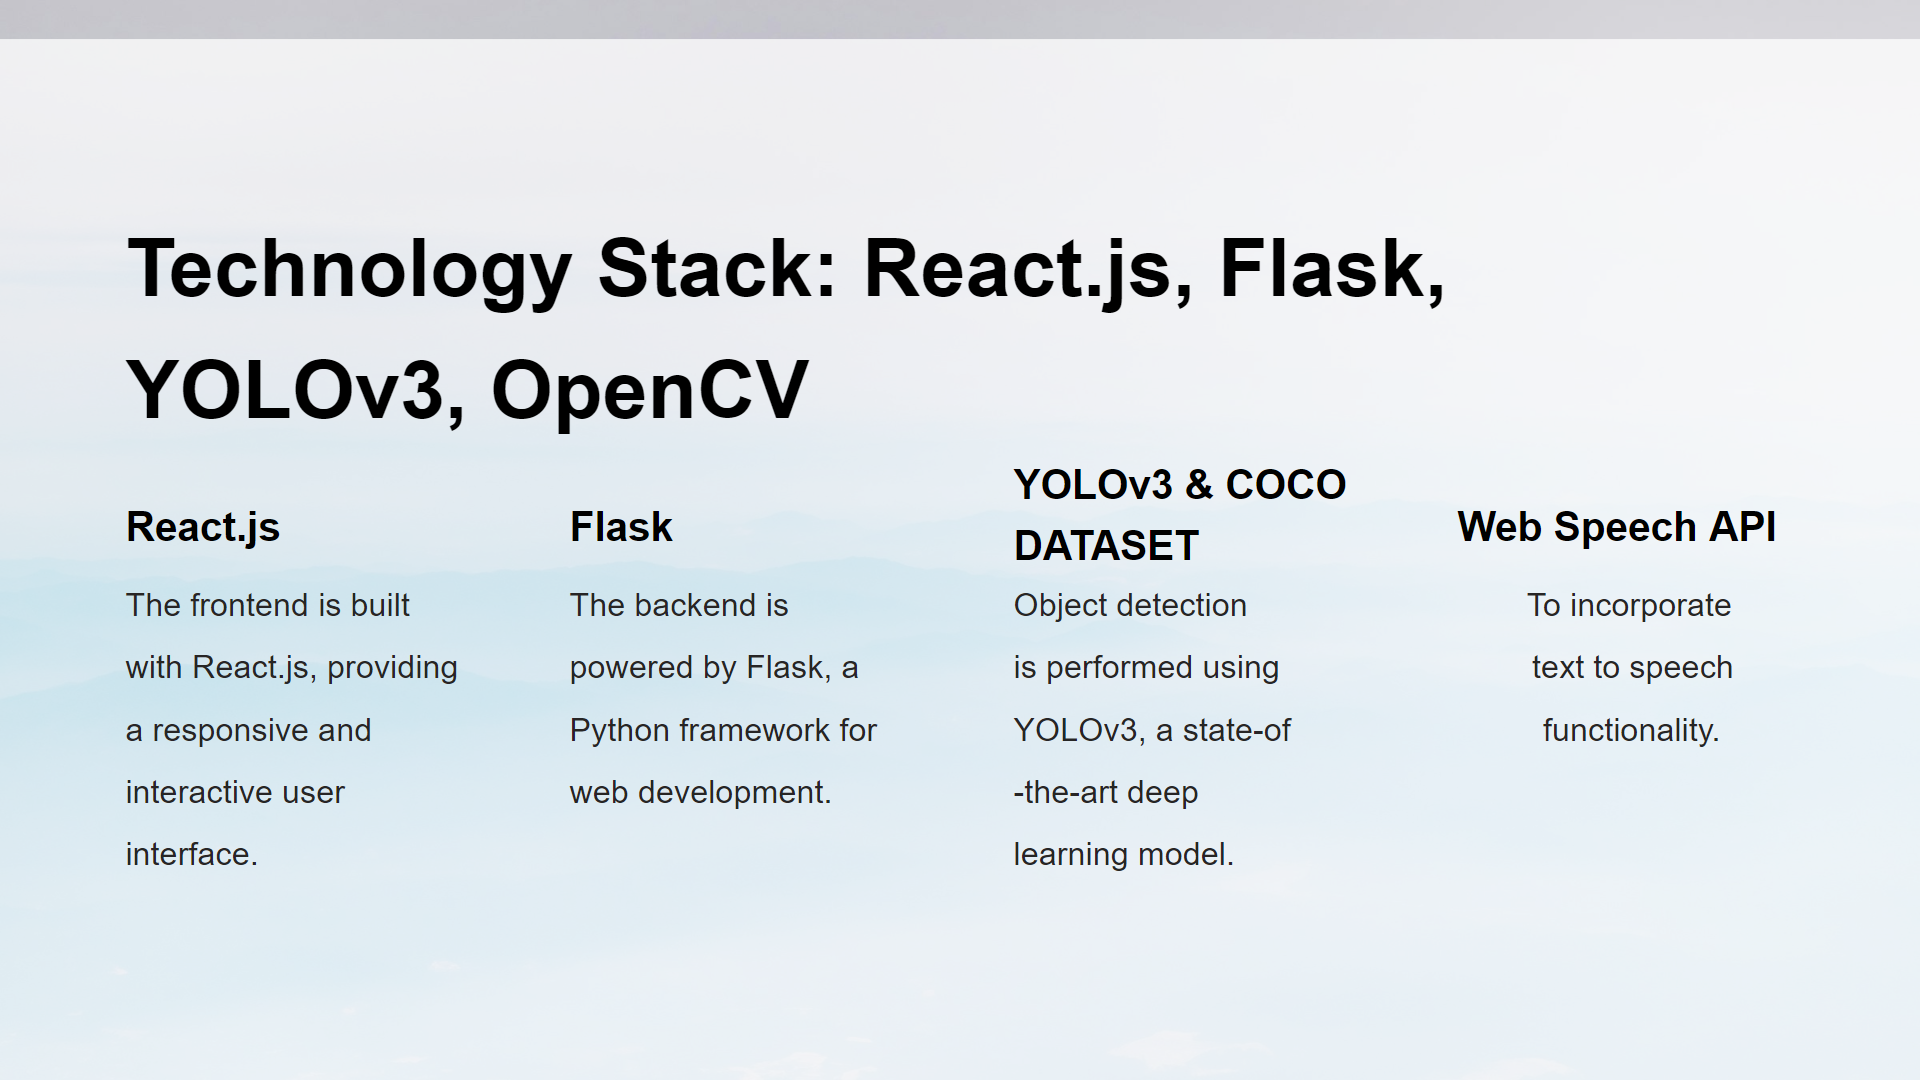 Technology Stack: React.js, Flask,
YOLOv3, OpenCV
React.js
The frontend is built
with React.js, providing
a responsive and
interactive user
interface.
Flask
The backend is
powered by Flask, a
Python framework for
web development.
YOLOv3 & COCO
DATASET
Object detection
is performed using
YOLOv3, a state-of
-the-art deep
learning model.
Web Speech API
To incorporate
text to speech
functionality.